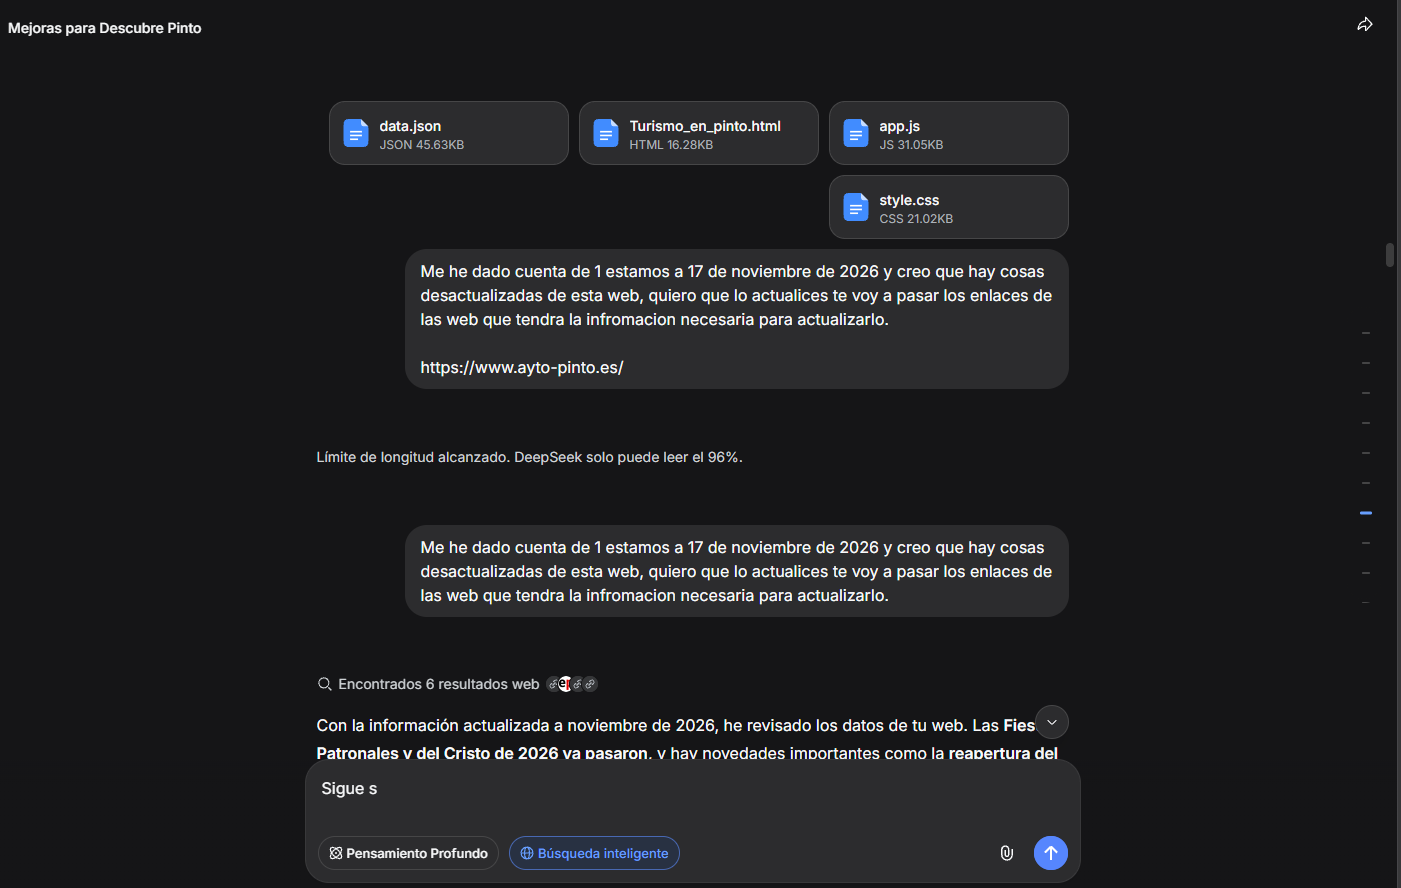 Mejoras para Descubre Pinto
data.json
JSON 45.63KB
Turismo_en_pinto.html
HTML 16.28KB
app.js
JS 31.05KB
style.css
CSS 21.02KB
Me he dado cuenta de 1 estamos a 17 de noviembre de 2026 y creo que hay cosas
desactualizadas de esta web, quiero que lo actualices te voy a pasar los enlaces de
las web que tendra la infromacion necesaria para actualizarlo.
https://www.ayto-pinto.es/
Límite de longitud alcanzado. DeepSeek solo puede leer el 96%.
Me he dado cuenta de 1 estamos a 17 de noviembre de 2026 y creo que hay cosas
desactualizadas de esta web, quiero que lo actualices te voy a pasar los enlaces de
las web que tendra la infromacion necesaria para actualizarlo.
Encontrados 6 resultados web
Con la información actualizada a noviembre de 2026, he revisado los datos de tu web. Las Fies
Patronales y del Cristo de 2026 ya pasaron, y hay novedades importantes como la reapertura del
Sigue s
Pensamiento Profundo
Búsqueda inteligente